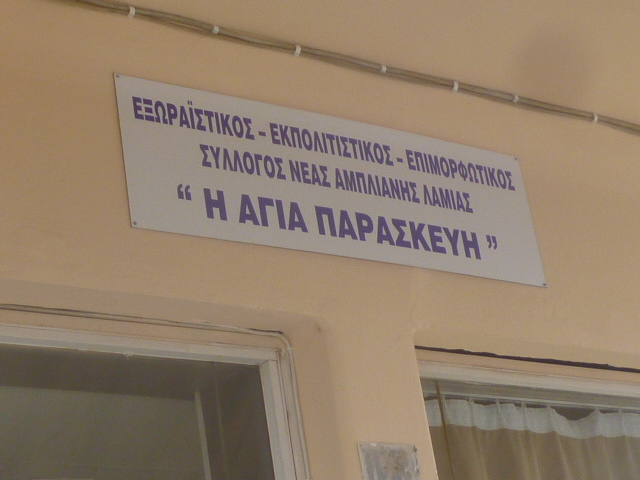 ΕΞΩΡΑΪΣΤΙΚΟΣ – ΕΚΠΟΛΙΤΙΣΤΙΚΟΣ – ΕΠΙΜΟΡΦΩΤΙΚΟΣ
ΣΥΛΛΟΓΟΣ ΝΕΑΣ ΑΜΠΛΙΑΝΗΣ ΛΑΜΙΑΣ
“ Η ΑΓΙΑ ΠΑΡΑΣΚΕΥΗ ”